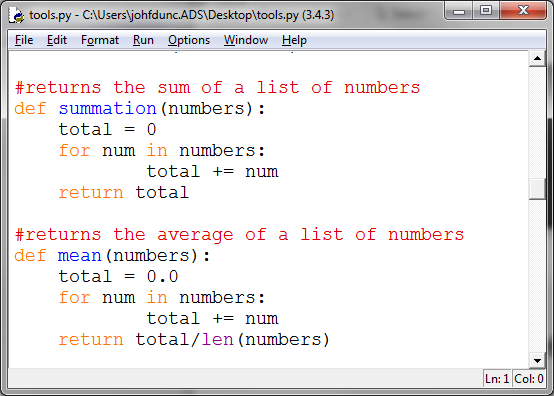 tools.py - C:\Users\johfdunc.ADS\Desktop\tools.py (3.4.3)
File Edit Format Run Options Window Help
#returns the sum of a list of numbers
def summation(numbers):
    total = 0
    for num in numbers:
            total += num
    return total
#returns the average of a list of numbers
def mean(numbers):
    total = 0.0
    for num in numbers:
            total += num
    return total/len(numbers)
Ln: 1 Col: 0